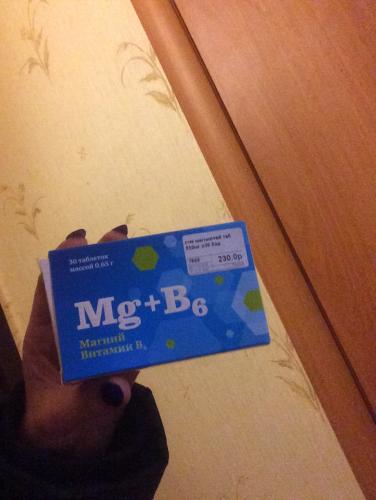 30 таблеток
массой 0,65 г
230.0р
Mg+B₆
Магний
Витамин B₆